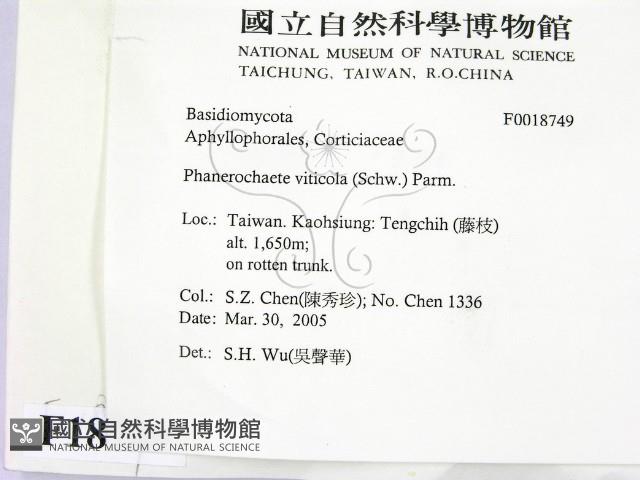 國立自然科學博物館
NATIONAL MUSEUM OF NATURAL SCIENCE
TAICHUNG, TAIWAN, R.O.CHINA
Basidiomycota F0018749
Aphyllophorales, Corticiaceae
Phanerochaete viticola (Schw.) Parm.
Loc.: Taiwan. Kaohsiung: Tengchih (藤枝)
alt. 1,650m;
on rotten trunk.
Col.: S.Z. Chen(陳秀珍); No. Chen 1336
Date: Mar. 30, 2005
Det.: S.H. Wu(吳聲華)
F18
國立自然科學博物館
NATIONAL MUSEUM OF NATURAL SCIENCE